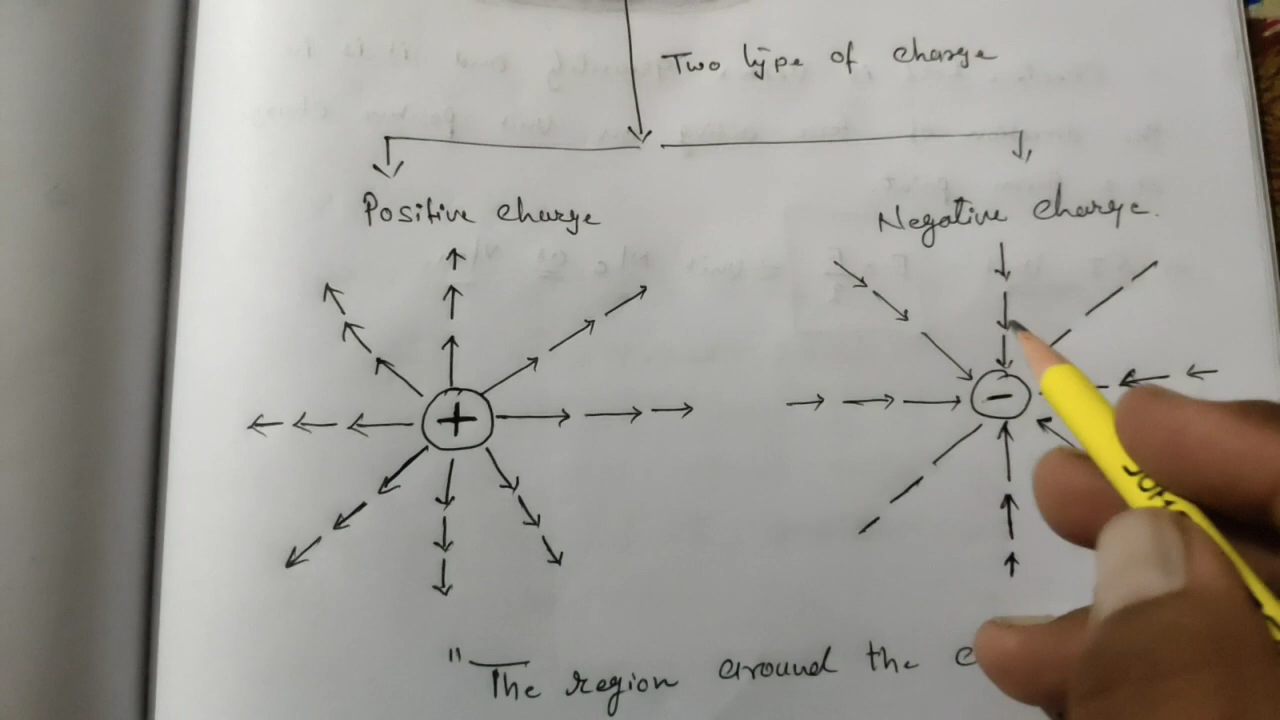 Two type of charge
Positive charge
Negative charge.
+
-
"The region around the